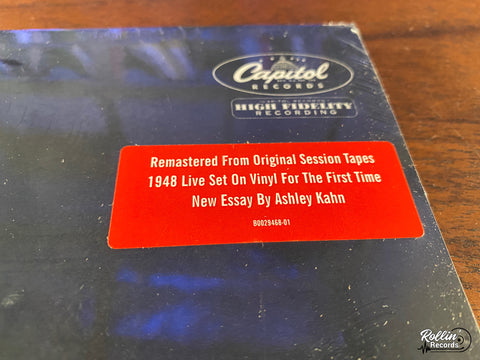 Capitol
RECORDS
HIGH FIDELITY
RECORDING
Remastered From Original Session Tapes
1948 Live Set On Vinyl For The First Time
New Essay By Ashley Kahn
B0029468-01
Rollin
Records